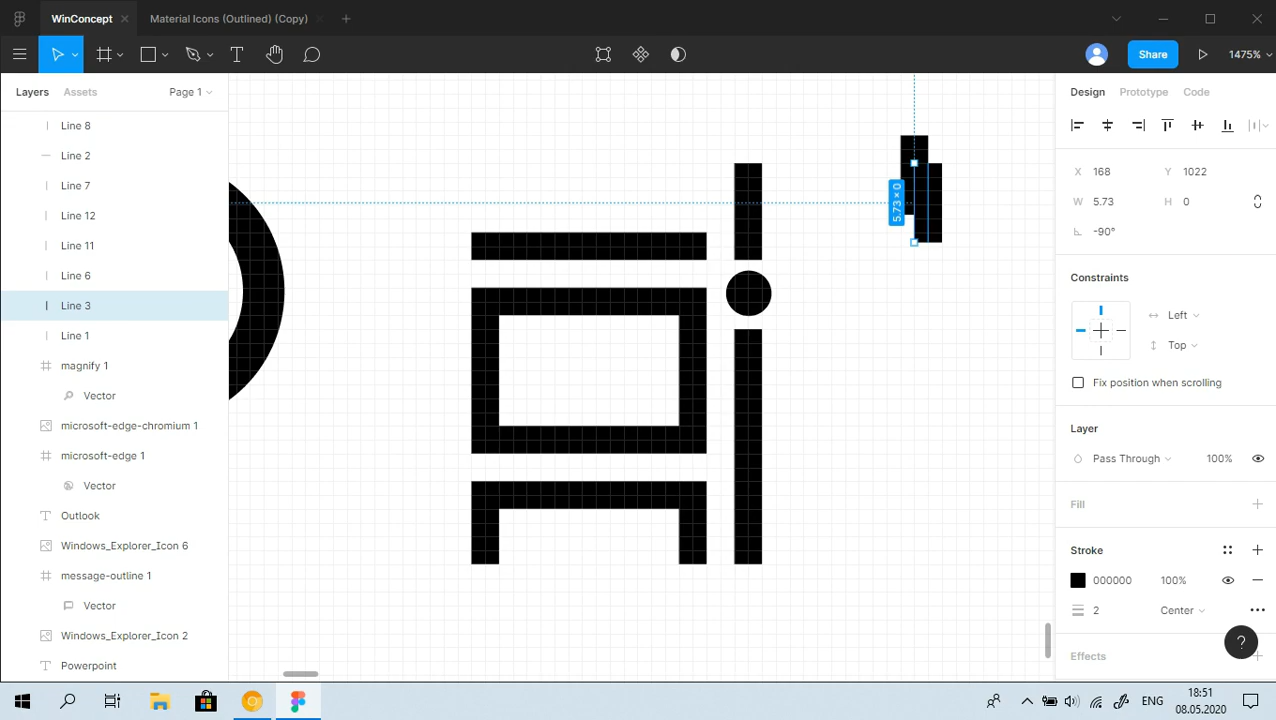 WinConcept
Material Icons (Outlined) (Copy)
Share
1475%
Layers
Assets
Page 1
Line 8
Line 2
Line 7
Line 12
Line 11
Line 6
Line 3
Line 1
magnify 1
Vector
microsoft-edge-chromium 1
microsoft-edge 1
Vector
Outlook
Windows_Explorer_Icon 6
message-outline 1
Vector
Windows_Explorer_Icon 2
Powerpoint
5.73 × 0
Design
Prototype
Code
X 168
Y 1022
W 5.73
H 0
-90°
Constraints
Left
Top
Fix position when scrolling
Layer
Pass Through
100%
Fill
Stroke
000000
100%
2
Center
Effects
?
ENG
18:51
08.05.2020